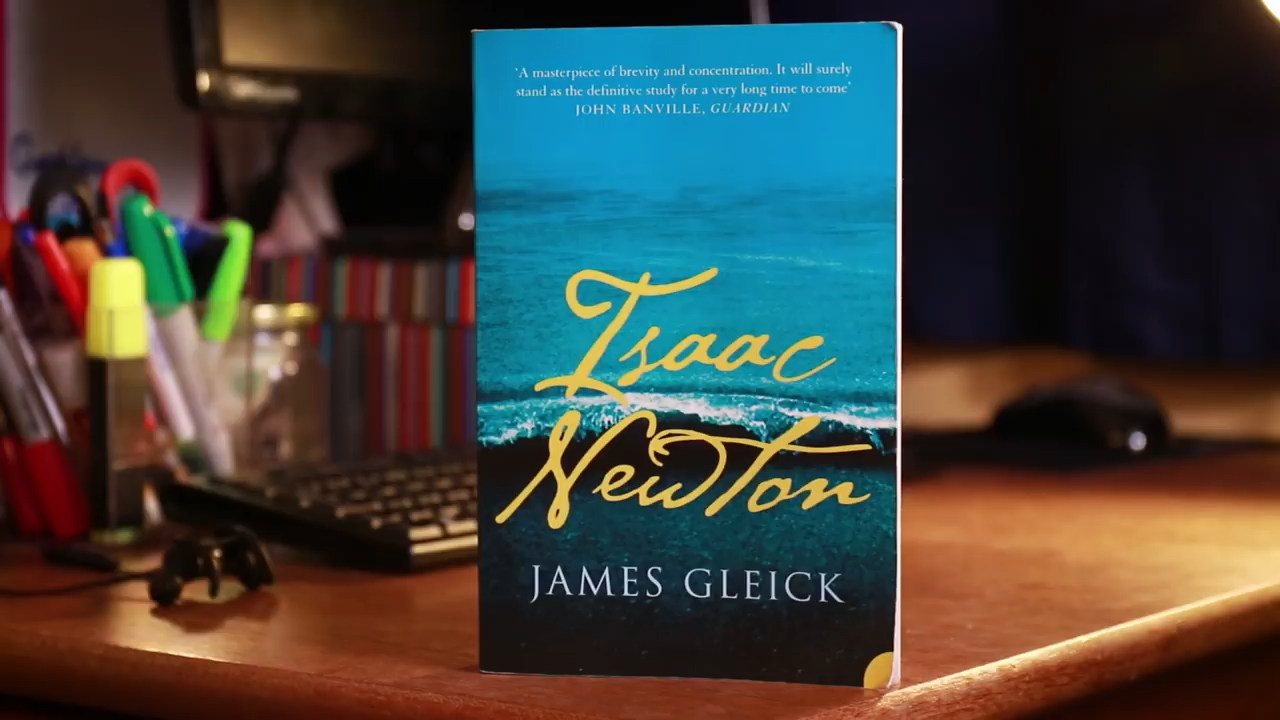 ‘A masterpiece of brevity and concentration. It will surely
stand as the definitive study for a very long time to come’
JOHN BANVILLE, GUARDIAN
Isaac
Newton
JAMES GLEICK